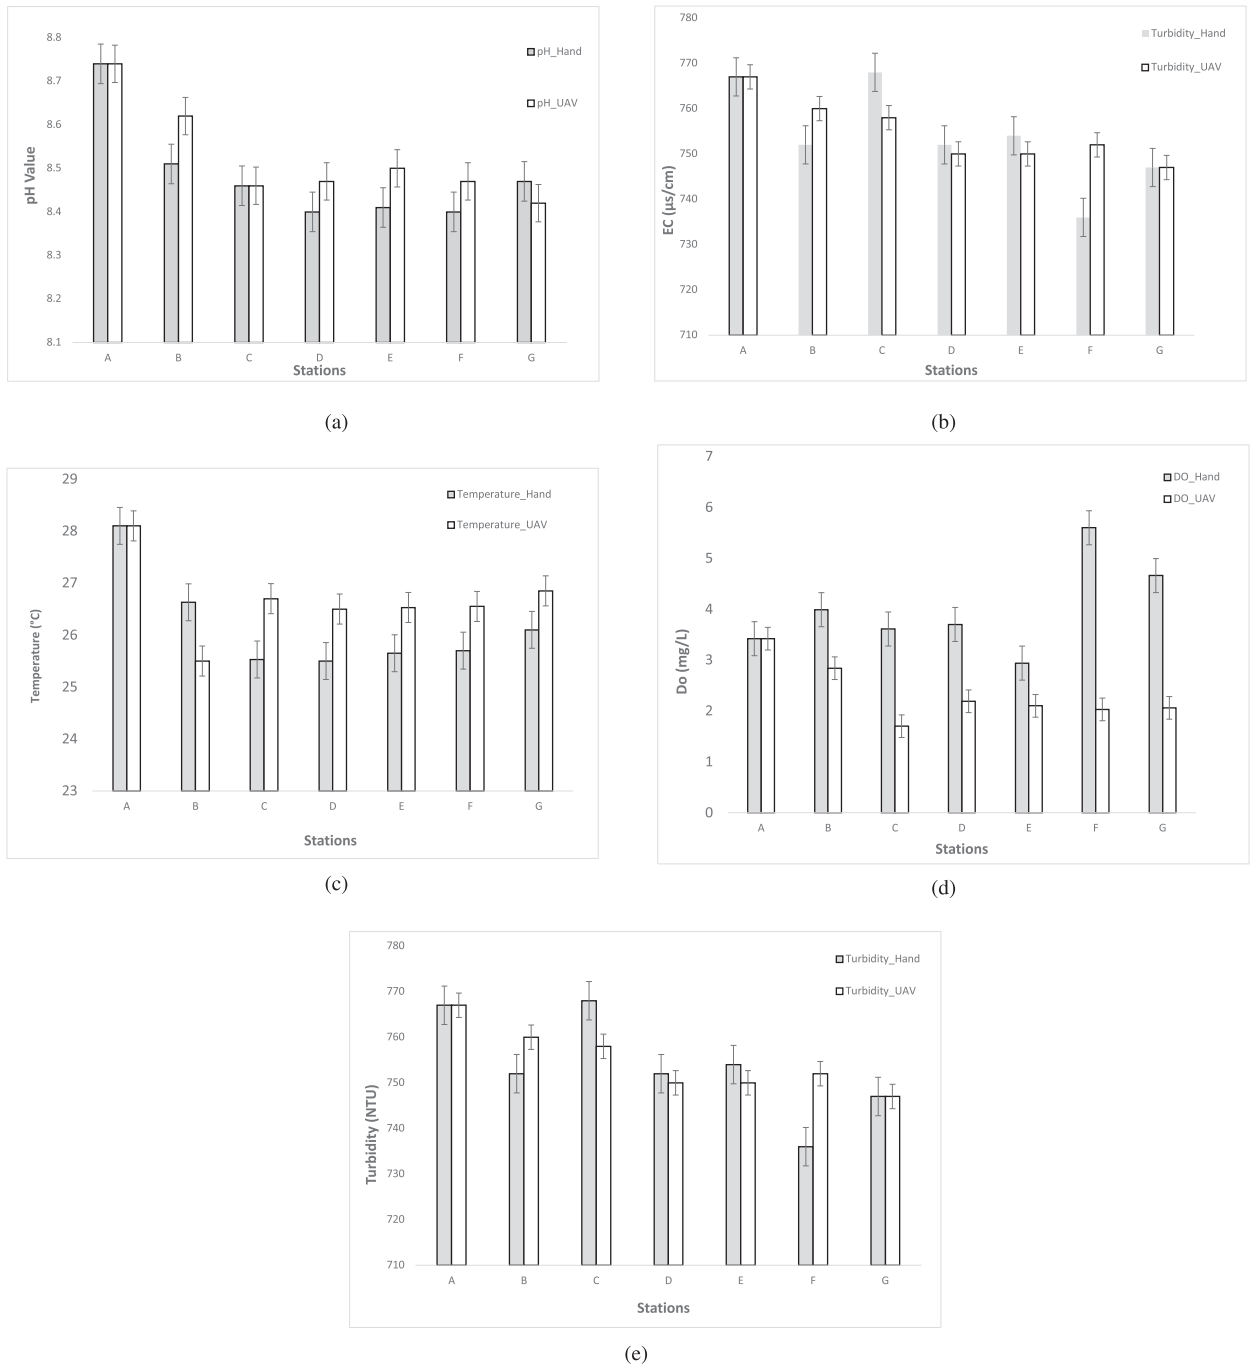 8.8
8.7
8.6
8.5
8.4
8.3
8.2
8.1
pH Value
pH_Hand
pH_UAV
A B C D E F G
Stations
(a)
780
770
760
750
740
730
720
710
EC (µs/cm)
Turbidity_Hand
Turbidity_UAV
A B C D E F G
Stations
(b)
29
28
27
26
25
24
23
Temperature (°C)
Temperature_Hand
Temperature_UAV
A B C D E F G
Stations
(c)
7
6
5
4
3
2
1
0
Do (mg/L)
DO_Hand
DO_UAV
A B C D E F G
Stations
(d)
780
770
760
750
740
730
720
710
Turbidity (NTU)
Turbidity_Hand
Turbidity_UAV
A B C D E F G
Stations
(e)